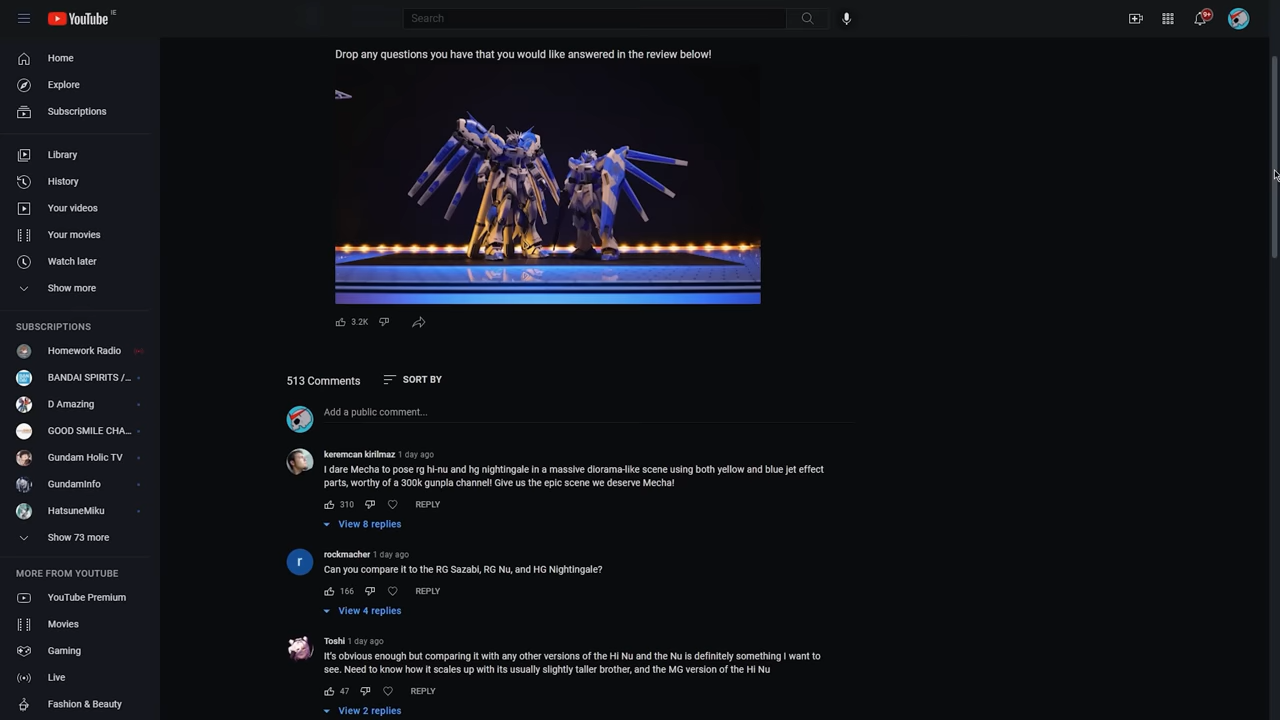 YouTube IE
Search
9+
Home
Explore
Subscriptions
Library
History
Your videos
Your movies
Watch later
Show more
SUBSCRIPTIONS
Homework Radio
BANDAI SPIRITS /...
D Amazing
GOOD SMILE CHA...
Gundam Holic TV
GundamInfo
HatsuneMiku
Show 73 more
MORE FROM YOUTUBE
YouTube Premium
Movies
Gaming
Live
Fashion & Beauty
Drop any questions you have that you would like answered in the review below!
3.2K
513 Comments
SORT BY
Add a public comment...
keremcan kirilmaz 1 day ago
I dare Mecha to pose rg hi-nu and hg nightingale in a massive diorama-like scene using both yellow and blue jet effect
parts, worthy of a 300k gunpla channel! Give us the epic scene we deserve Mecha!
310 REPLY
View 8 replies
r
rockmacher 1 day ago
Can you compare it to the RG Sazabi, RG Nu, and HG Nightingale?
166 REPLY
View 4 replies
Toshi 1 day ago
It's obvious enough but comparing it with any other versions of the Hi Nu and the Nu is definitely something I want to
see. Need to know how it scales up with its usually slightly taller brother, and the MG version of the Hi Nu
47 REPLY
View 2 replies